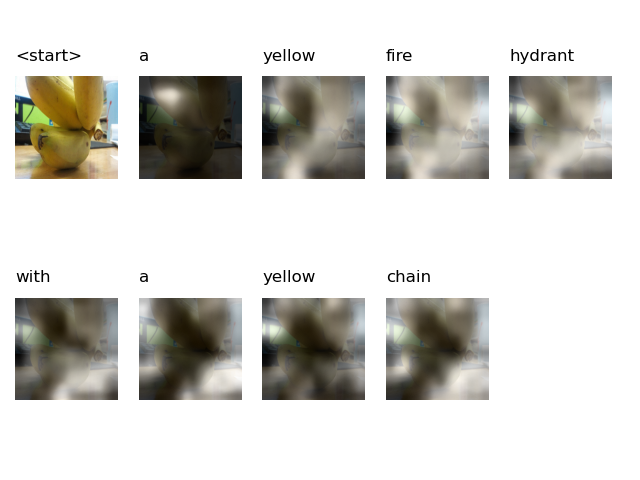 <start> a yellow fire hydrant
with a yellow chain